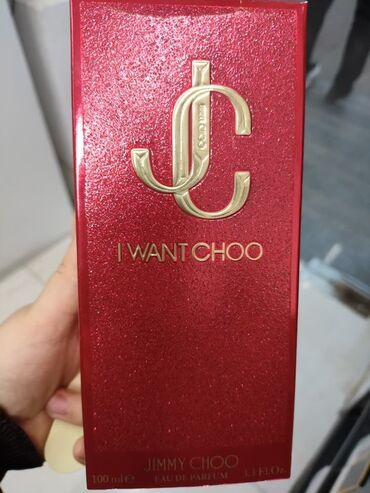 JC
JIMMY CHOO
I WANT CHOO
JIMMY CHOO
100 ml e EAU DE PARFUM 3.3 Fl.Oz.